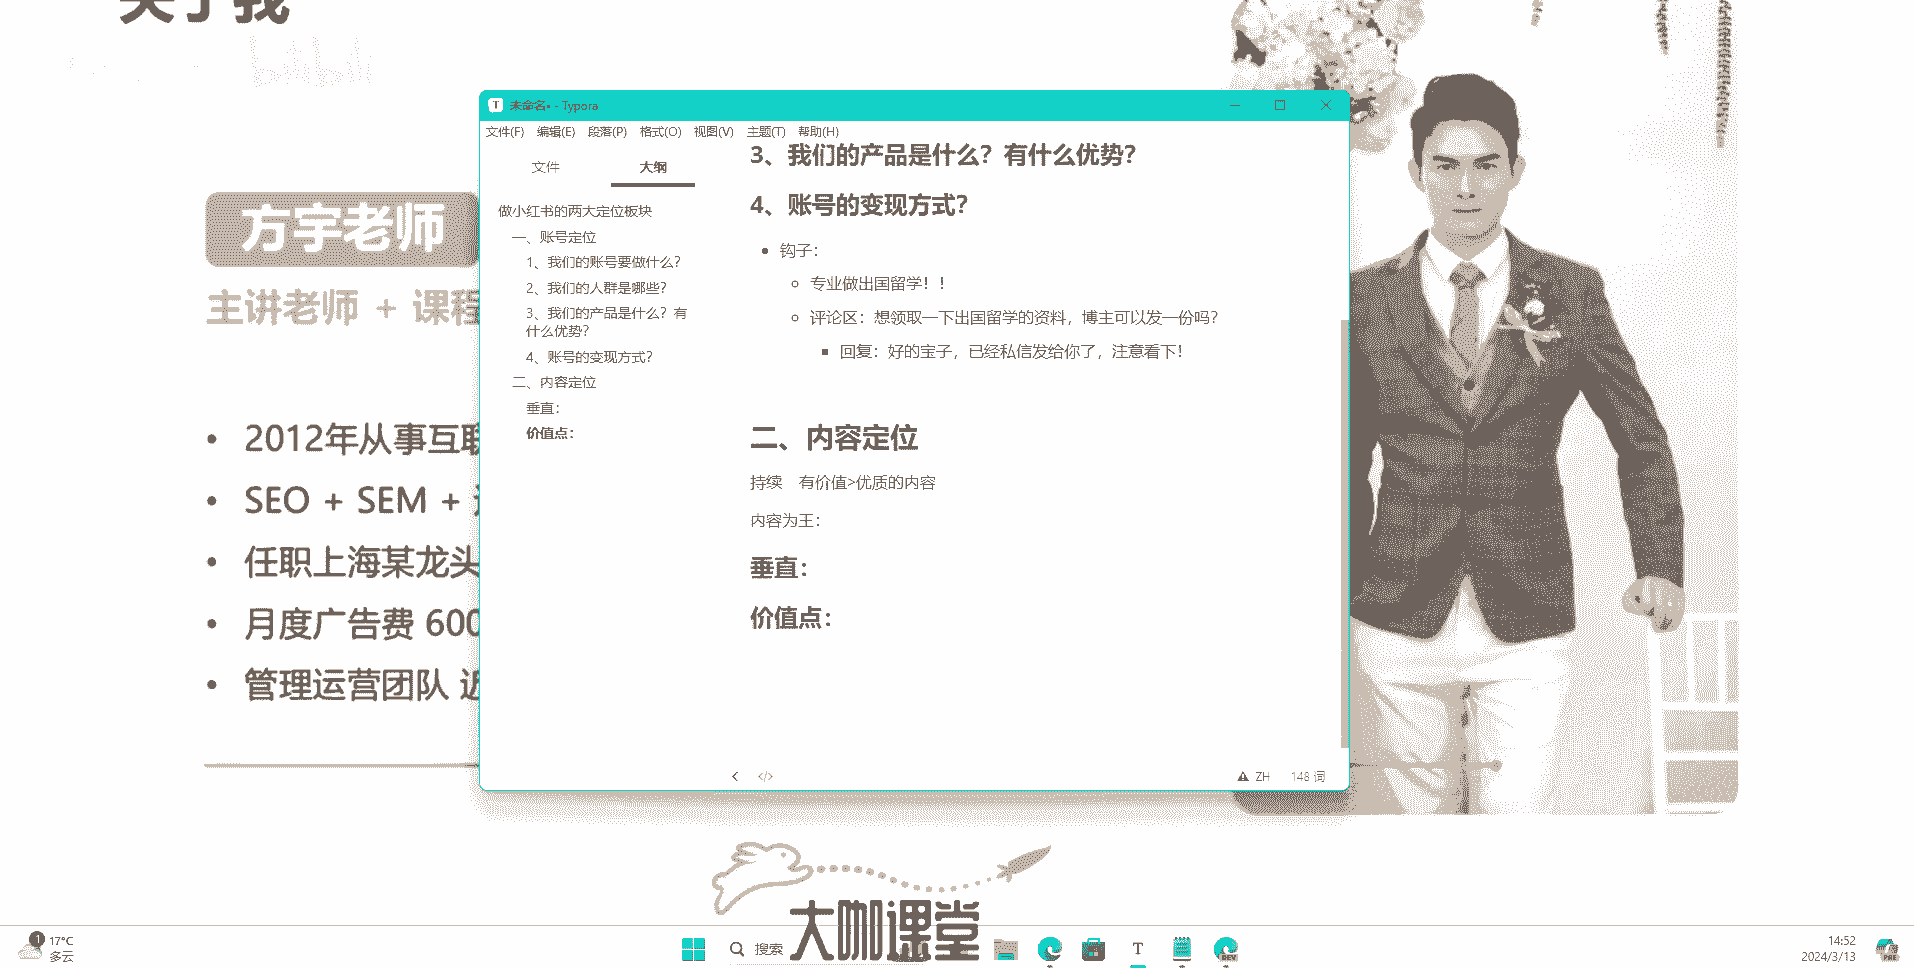 关于我
bilibili
方宇老师
主讲老师 + 课程
2012年从事互联
SEO + SEM +
任职上海某龙头
月度广告费 600
管理运营团队 近
未命名• - Typora
文件(F) 编辑(E) 段落(P) 格式(O) 视图(V) 主题(T) 帮助(H)
文件 大纲
做小红书的两大定位板块
一、账号定位
1、我们的账号要做什么？
2、我们的人群是哪些？
3、我们的产品是什么？有
什么优势？
4、账号的变现方式？
二、内容定位
垂直：
价值点：
3、我们的产品是什么？有什么优势？
4、账号的变现方式？
钩子：
专业做出国留学！！
评论区：想领取一下出国留学的资料，博主可以发一份吗？
回复：好的宝子，已经私信发给你了，注意看下！
二、内容定位
持续 有价值>优质的内容
内容为王：
垂直：
价值点：
ZH 148 词
大咖课堂
1
17°C
多云
搜索
T
DEV
14:52
2024/3/13
PRE